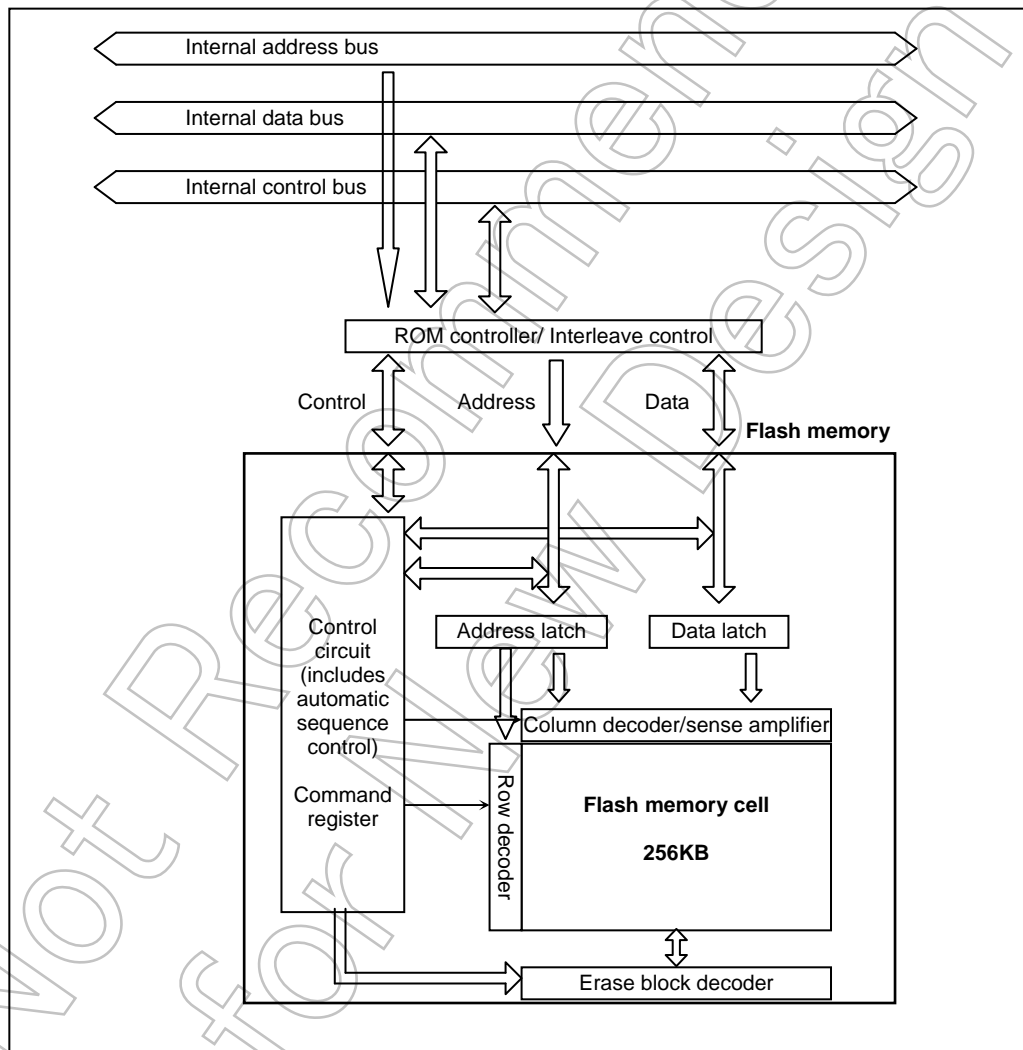 Internal address bus
Internal data bus
Internal control bus
ROM controller/ Interleave control
Control
Address
Data
Flash memory
Control
circuit
(includes
automatic
sequence
control)
Command
register
Address latch
Data latch
Column decoder/sense amplifier
Row decoder
Flash memory cell
256KB
Erase block decoder
Not Recommen
for New Design